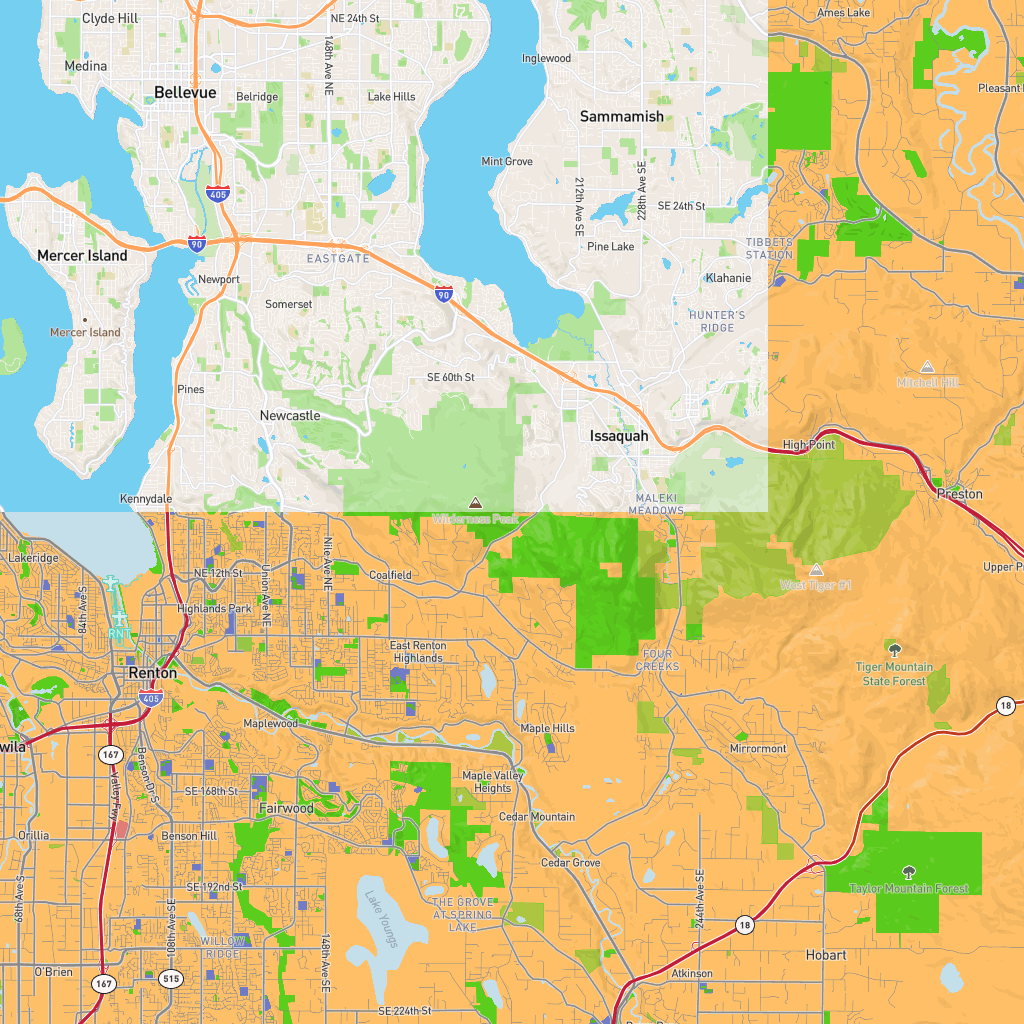 Clyde Hill
NE 24th St
Ames Lake
148th Ave NE
Inglewood
Medina
Bellevue
Belridge
Lake Hills
Sammamish
Mint Grove
212th Ave SE
228th Ave SE
405
SE 24th St
90
Mercer Island
EASTGATE
Pine Lake
TIBBETS
STATION
Newport
Klahanie
90
Somerset
Mercer Island
HUNTER'S
RIDGE
Mitchell Hill
SE 60th St
Pines
Newcastle
Issaquah
High Point
Preston
Kennydale
MALEKI
MEADOWS
Wilderness Peak
Lakeridge
NE 12th St
Nile Ave NE
Coalfield
West Tiger #1
84th Ave S
Union Ave NE
Highlands Park
RNT
East Renton
Highlands
FOUR
CREEKS
Tiger Mountain
State Forest
Renton
405
18
Maplewood
Maple Hills
Mirrormont
wila
167
Benson Dr S
Valley Fwy
Maple Valley
Heights
SE 168th St
Fairwood
Cedar Mountain
Orillia
Benson Hill
Cedar Grove
68th Ave S
SE 192nd St
Taylor Mountain Forest
108th Ave SE
Lake Youngs
THE GROVE
AT SPRING
LAKE
244th Ave SE
18
WILLOW
RIDGE
148th Ave SE
Hobart
O'Brien
167
515
Atkinson
SE 224th St